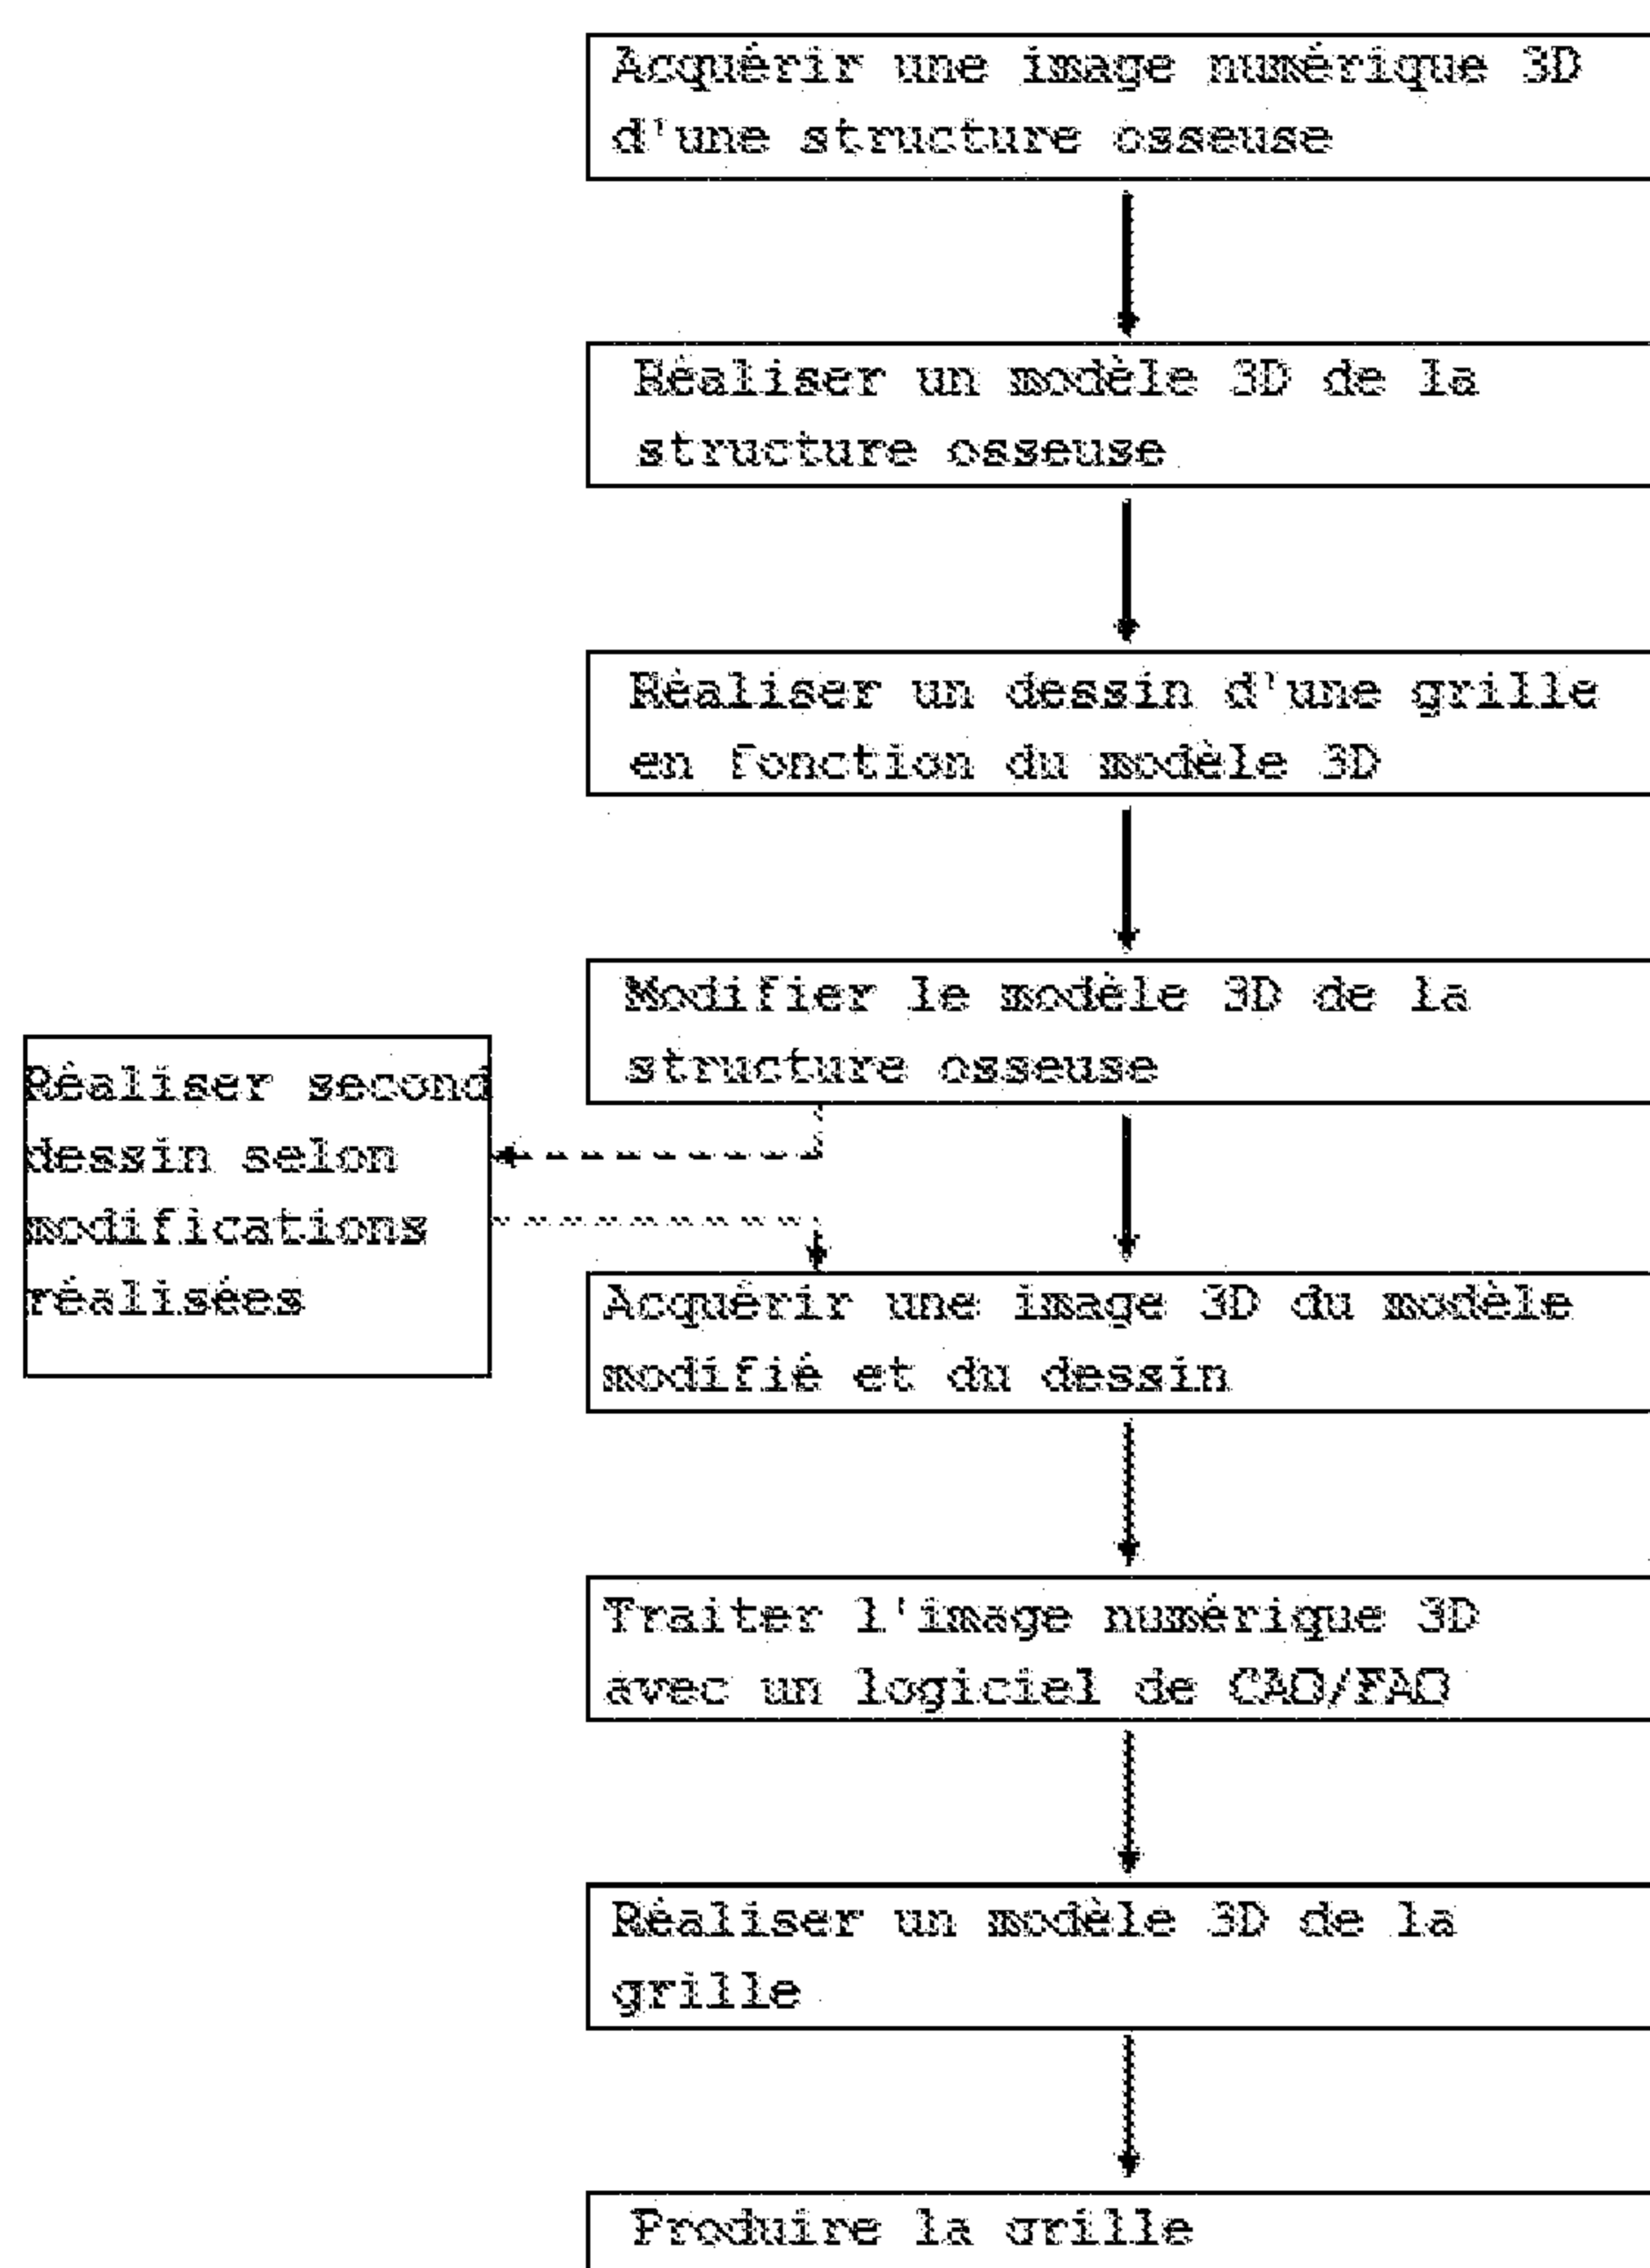 Acquérir une image numérique 3D
d'une structure osseuse
Réaliser un modèle 3D de la
structure osseuse
Réaliser un dessin d'une grille
en fonction du modèle 3D
Modifier le modèle 3D de la
structure osseuse
Réaliser second
dessin selon
modifications
réalisées
Acquérir une image 3D du modèle
modifié et du dessin
Traiter l'image numérique 3D
avec un logiciel de CAO/FAO
Réaliser un modèle 3D de la
grille
Produire la grille